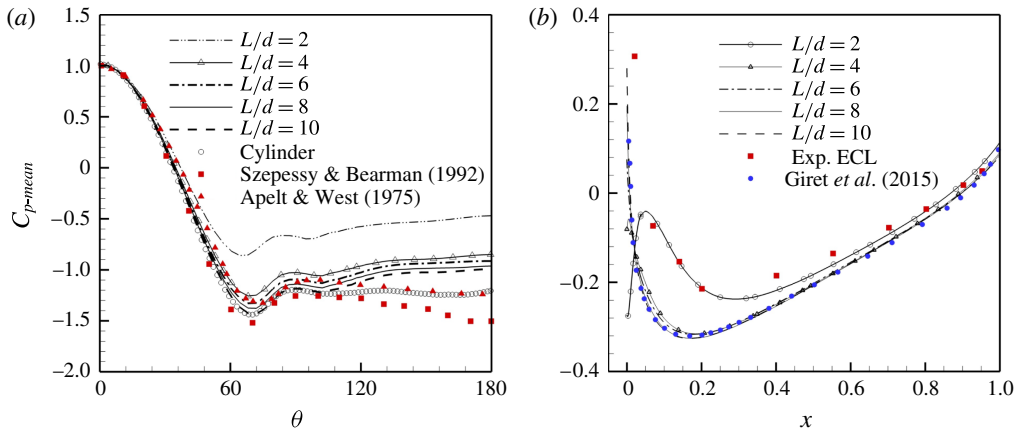 (a)
C_p-mean
1.5
1.0
0.5
0
−0.5
−1.0
−1.5
−2.0
L/d = 2
L/d = 4
L/d = 6
L/d = 8
L/d = 10
Cylinder
Szepessy & Bearman (1992)
Apelt & West (1975)
0
60
120
180
θ
(b)
0.4
0.2
0
−0.2
−0.4
L/d = 2
L/d = 4
L/d = 6
L/d = 8
L/d = 10
Exp. ECL
Giret et al. (2015)
0
0.2
0.4
0.6
0.8
1.0
x